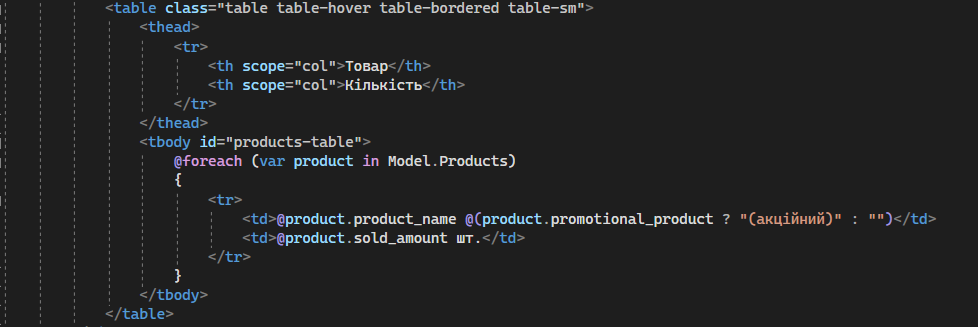 <table class="table table-hover table-bordered table-sm">
<thead>
<tr>
<th scope="col">Товар</th>
<th scope="col">Кількість</th>
</tr>
</thead>
<tbody id="products-table">
@foreach (var product in Model.Products)
{
<tr>
<td>@product.product_name @(product.promotional_product ? "(акційний)" : "")</td>
<td>@product.sold_amount шт.</td>
</tr>
}
</tbody>
</table>